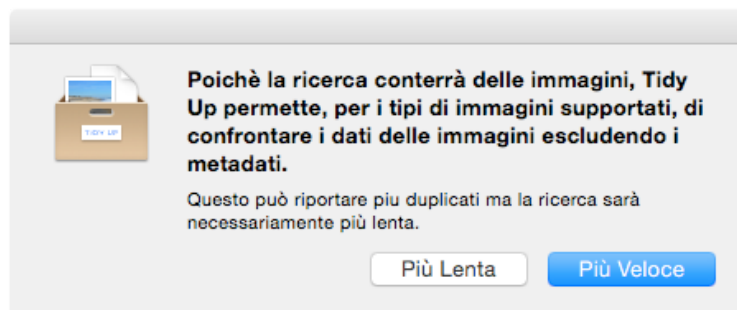 TIDY UP
Poichè la ricerca conterrà delle immagini, Tidy
Up permette, per i tipi di immagini supportati, di
confrontare i dati delle immagini escludendo i
metadati.
Questo può riportare piu duplicati ma la ricerca sarà
necessariamente più lenta.
Più Lenta
Più Veloce